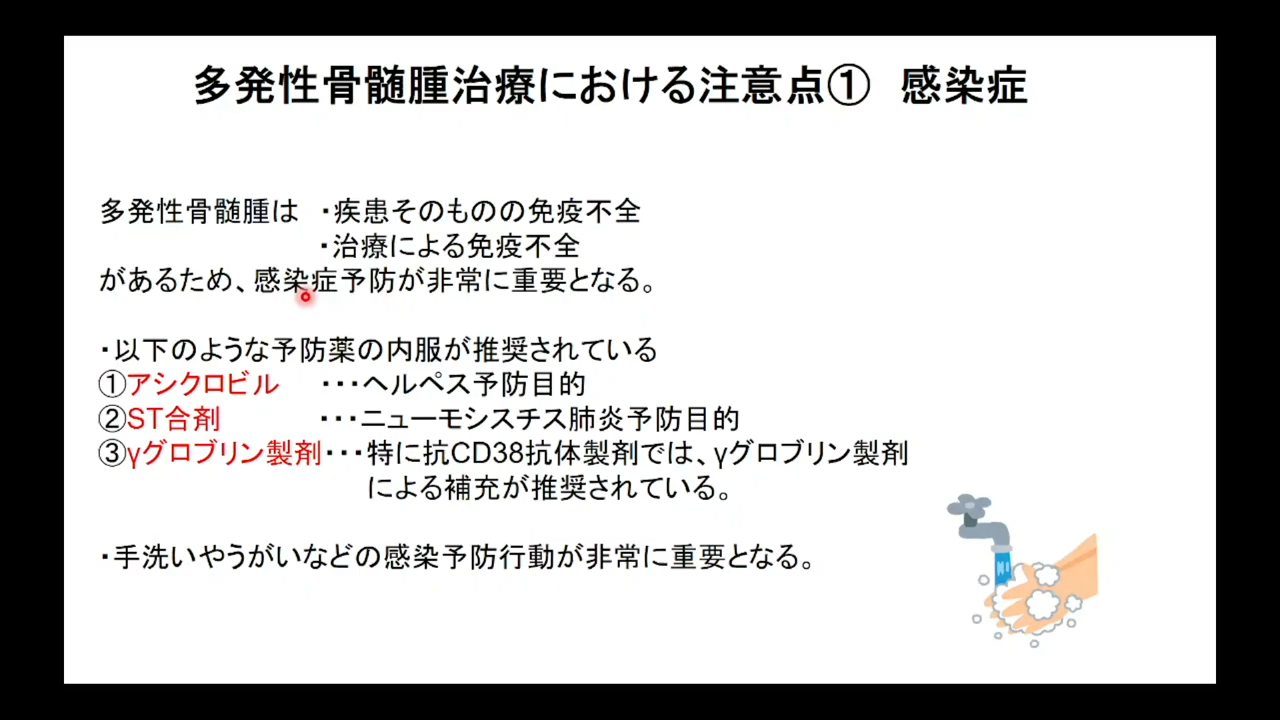 多発性骨髄腫治療における注意点① 感染症
多発性骨髄腫は ・疾患そのものの免疫不全
・治療による免疫不全
があるため、感染症予防が非常に重要となる。
・以下のような予防薬の内服が推奨されている
①アシクロビル ・・・ヘルペス予防目的
②ST合剤 ・・・ニューモシスチス肺炎予防目的
③γグロブリン製剤・・・特に抗CD38抗体製剤では、γグロブリン製剤
による補充が推奨されている。
・手洗いやうがいなどの感染予防行動が非常に重要となる。